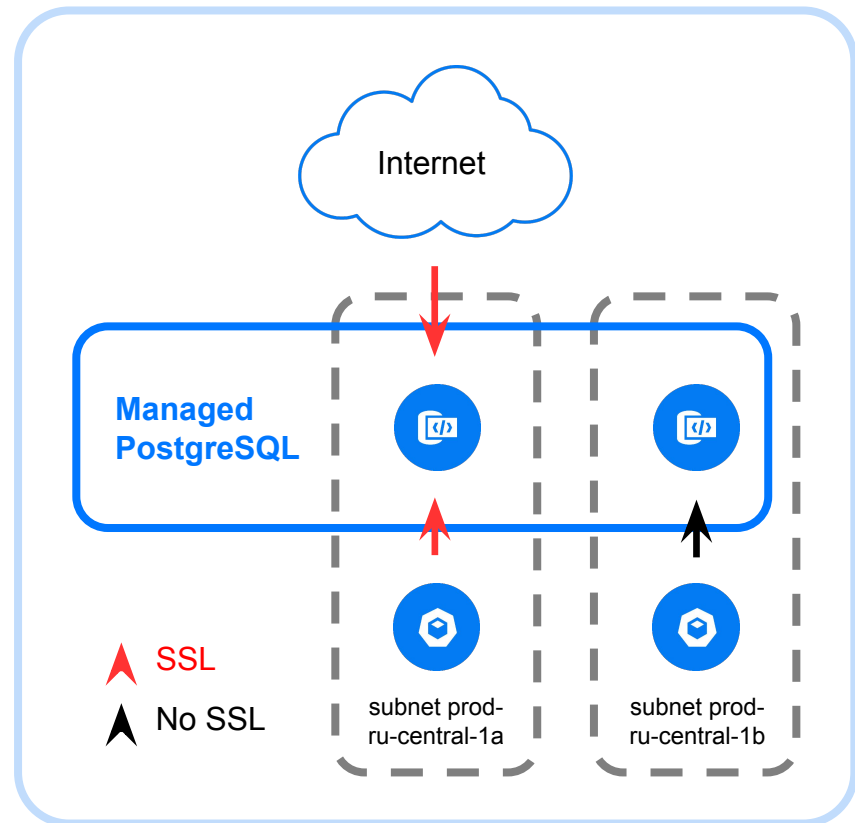 Internet
Managed
PostgreSQL
</>
</>
SSL
No SSL
subnet prod-
ru-central-1a
subnet prod-
ru-central-1b